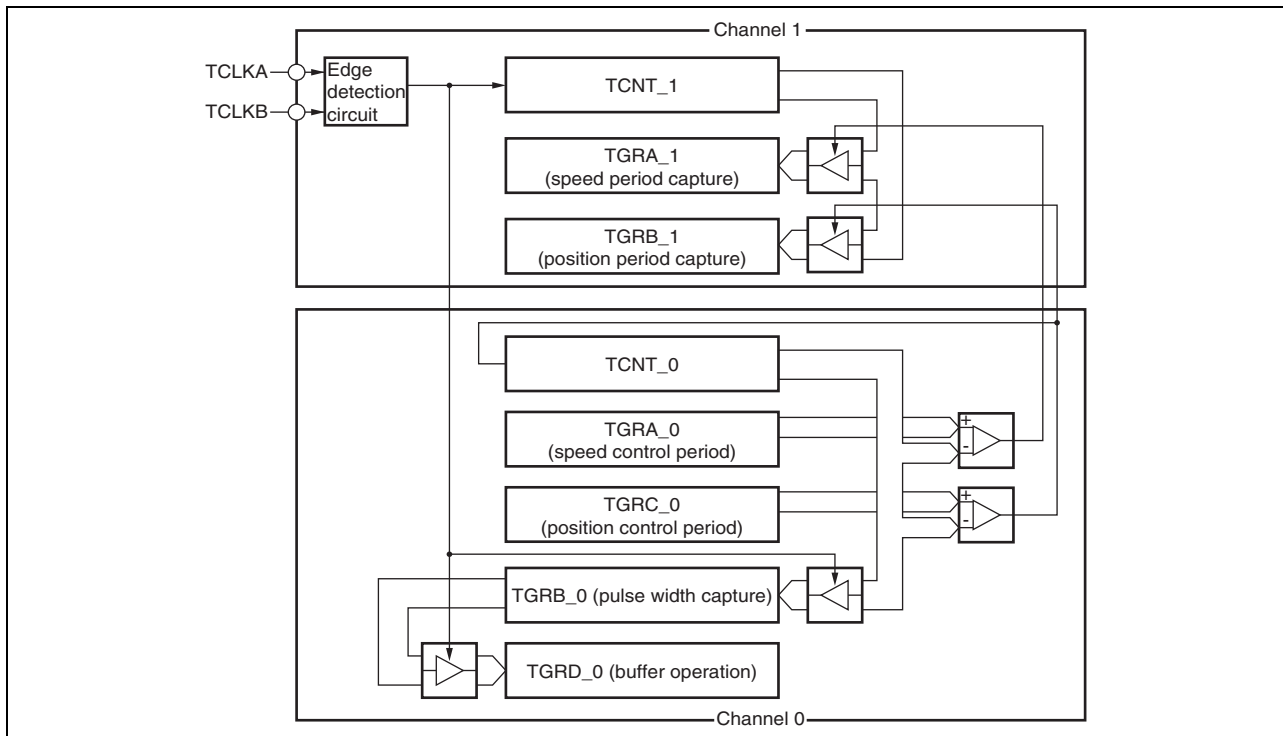 Channel 1
TCLKA
TCLKB
Edge
detection
circuit
TCNT_1
TGRA_1
(speed period capture)
TGRB_1
(position period capture)
TCNT_0
TGRA_0
(speed control period)
+
-
TGRC_0
(position control period)
+
-
TGRB_0 (pulse width capture)
TGRD_0 (buffer operation)
Channel 0